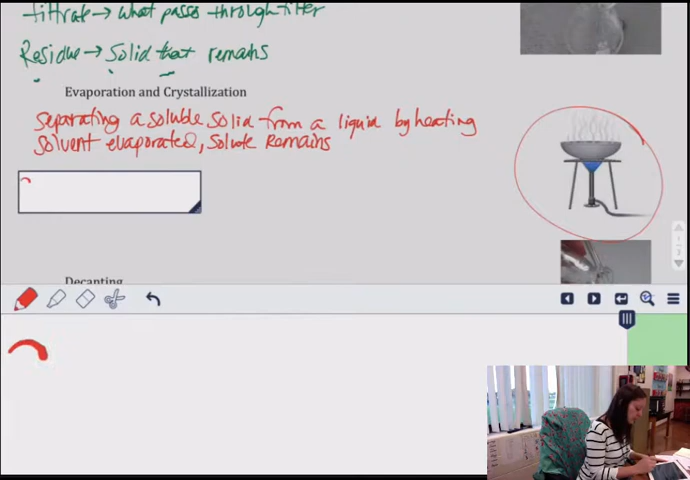 filtrate → what passes through filter
Residue → Solid that remains
Evaporation and Crystallization
Separating a soluble solid from a liquid by heating
Solvent evaporated, Solute Remains
Decanting